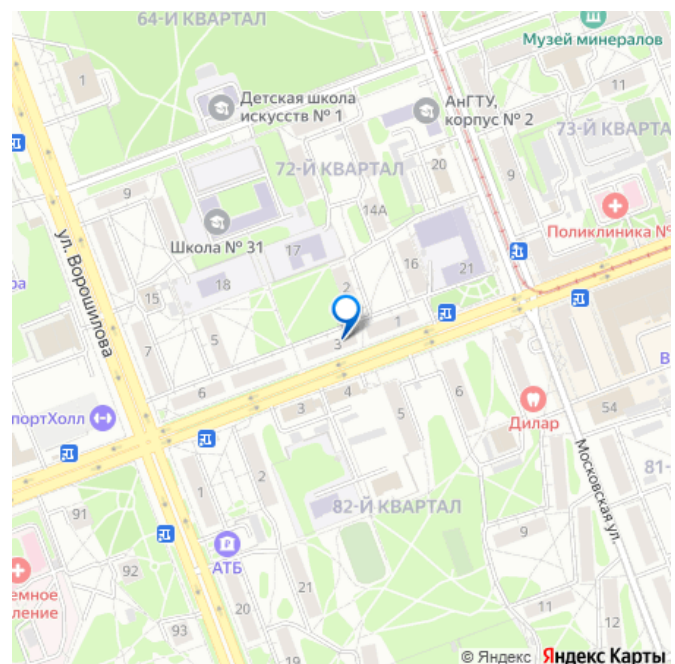 64-Й КВАРТАЛ
Музей минералов
1
11
Детская школа
искусств № 1
АнГТУ,
корпус № 2
73-Й КВАРТА
72-Й КВАРТАЛ
20
9
9
14А
Поликлиника №
Школа № 31
17
ул. Ворошилова
16
21
18
2
15
ра
1
3
7
5
6
4
3
6
портХолл
5
Дилар
В
54
2
Московская ул.
81-
1
82-Й КВАРТАЛ
91
9
АТБ
92
емное
ление
21
20
11
12
93
© Яндекс Яндекс Карты